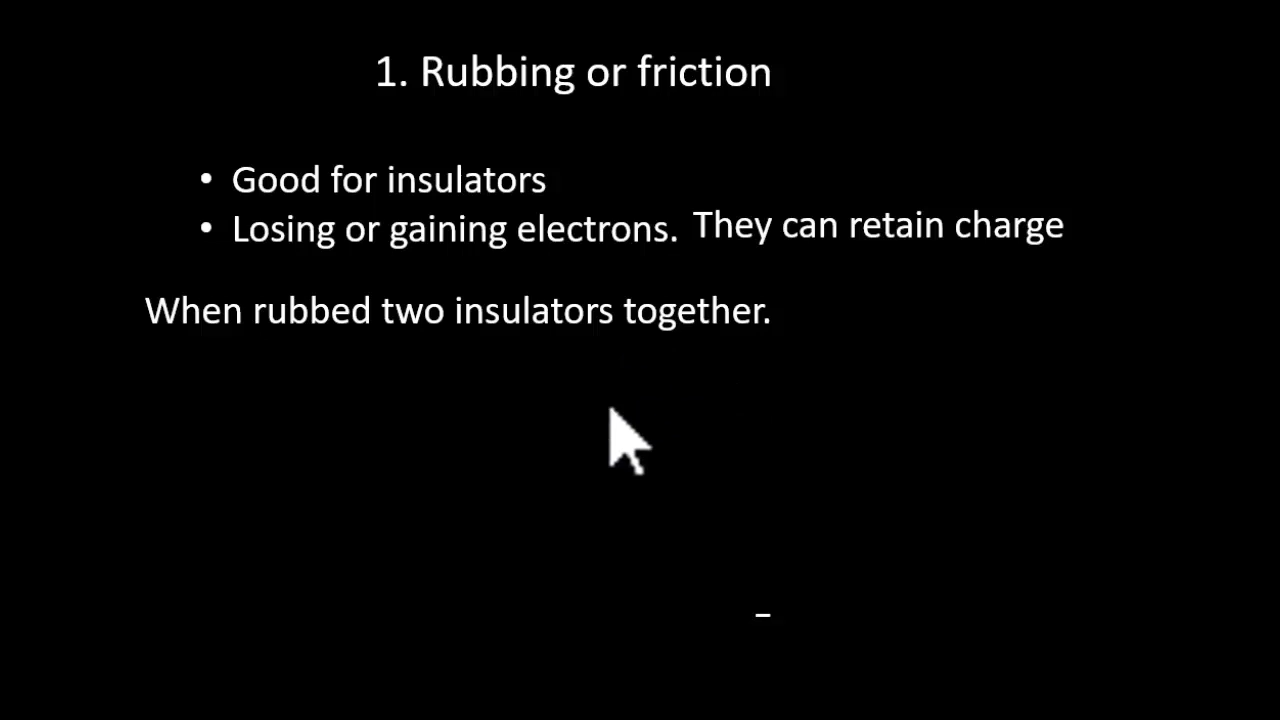 1. Rubbing or friction
• Good for insulators
• Losing or gaining electrons. They can retain charge
When rubbed two insulators together.
–